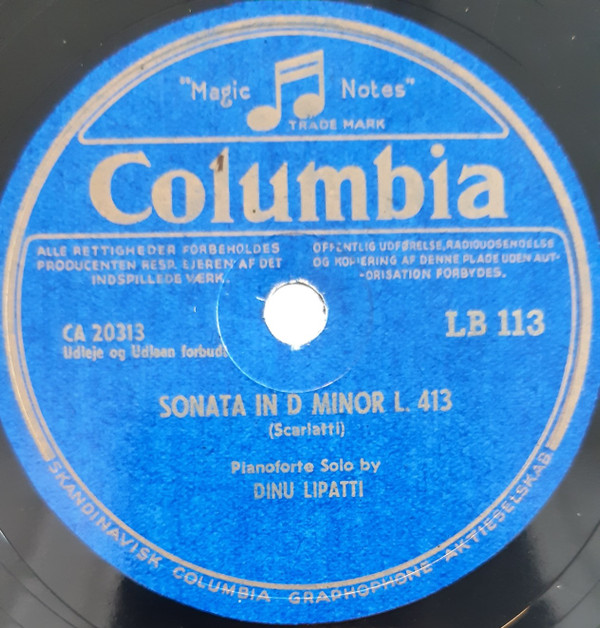 "Magic Notes"
TRADE MARK
Columbia
ALLE RETTIGHEDER FORBEHOLDES
PRODUCENTEN RESP. EJEREN AF DET
INDSPILLEDE VÆRK.
OFFENTLIG UDFØRELSE, RADIOUDSENDELSE
OG KOPIERING AF DENNE PLADE UDEN AUT-
-ORISATION FORBYDES.
CA 20313
Udleje og Udlaan forbudt
LB 113
SONATA IN D MINOR L. 413
(Scarlatti)
Pianoforte Solo by
DINU LIPATTI
SKANDINAVISK COLUMBIA GRAPHOPHONE AKTIESELSKAB